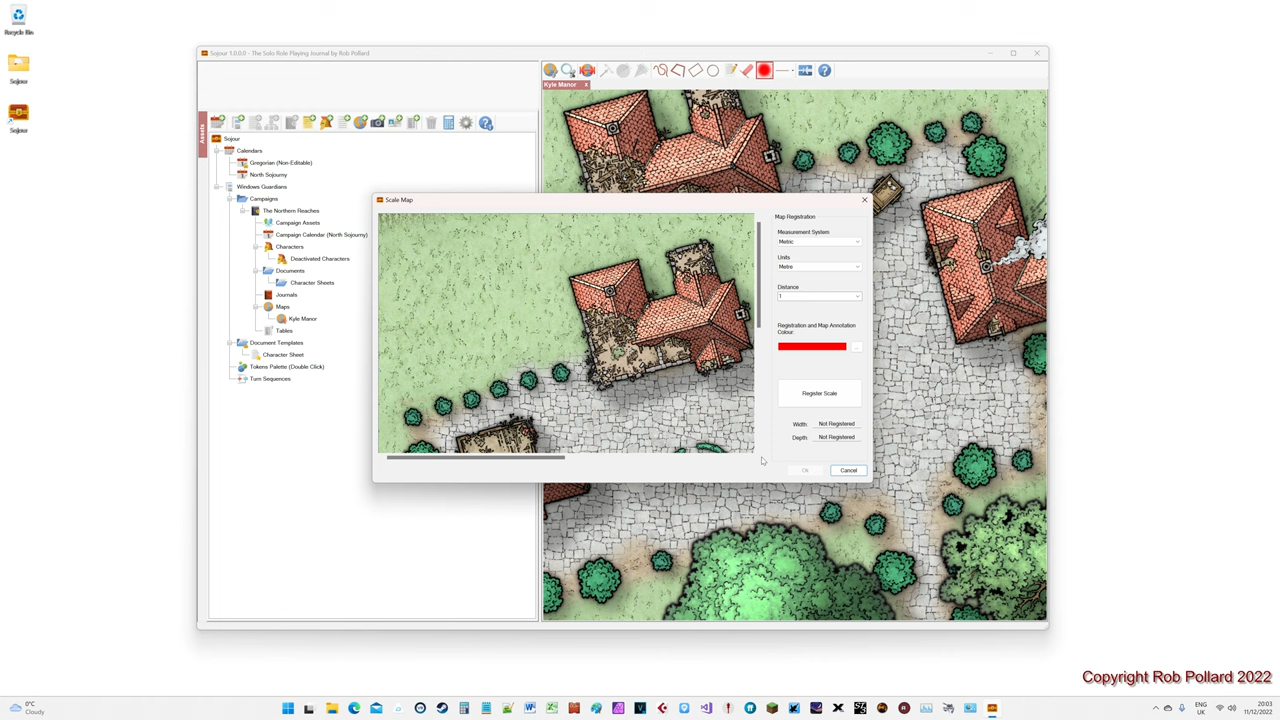 Recycle Bin
Sojour
Sojour
Sojour 1.0.0.0 - The Solo Role Playing Journal by Rob Pollard
Kyle Manor x
Assets
Sojour
Calendars
Gregorian (Non-Editable)
North Sojourny
Windows Guardians
Campaigns
The Northern Reaches
Campaign Assets
Campaign Calendar (North Sojourny)
Characters
Deactivated Characters
Documents
Character Sheets
Journals
Maps
Kyle Manor
Tables
Document Templates
Character Sheet
Tokens Palette (Double Click)
Turn Sequences
Scale Map
Map Registration
Measurement System
Metric
Units
Metre
Distance
1
Registration and Map Annotation
Colour:
...
Register Scale
Width: Not Registered
Depth: Not Registered
Ok Cancel
Copyright Rob Pollard 2022
0°C
Cloudy
ENG
UK
20:03
11/12/2022